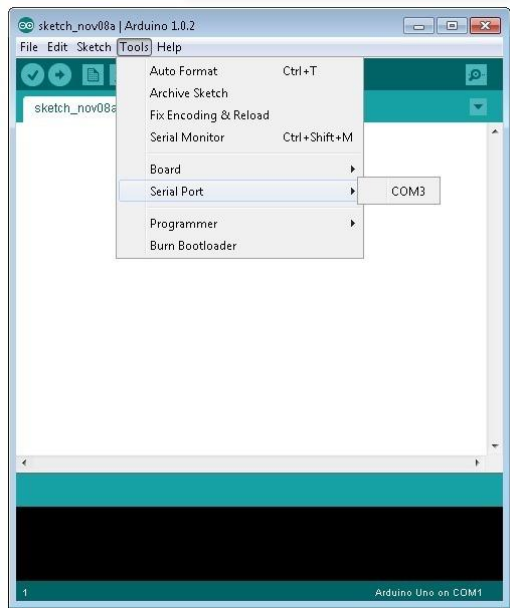 sketch_nov08a | Arduino 1.0.2
File Edit Sketch Tools Help
sketch_nov08a
Auto Format Ctrl+T
Archive Sketch
Fix Encoding & Reload
Serial Monitor Ctrl+Shift+M
Board
Serial Port
COM3
Programmer
Burn Bootloader
1
Arduino Uno on COM1